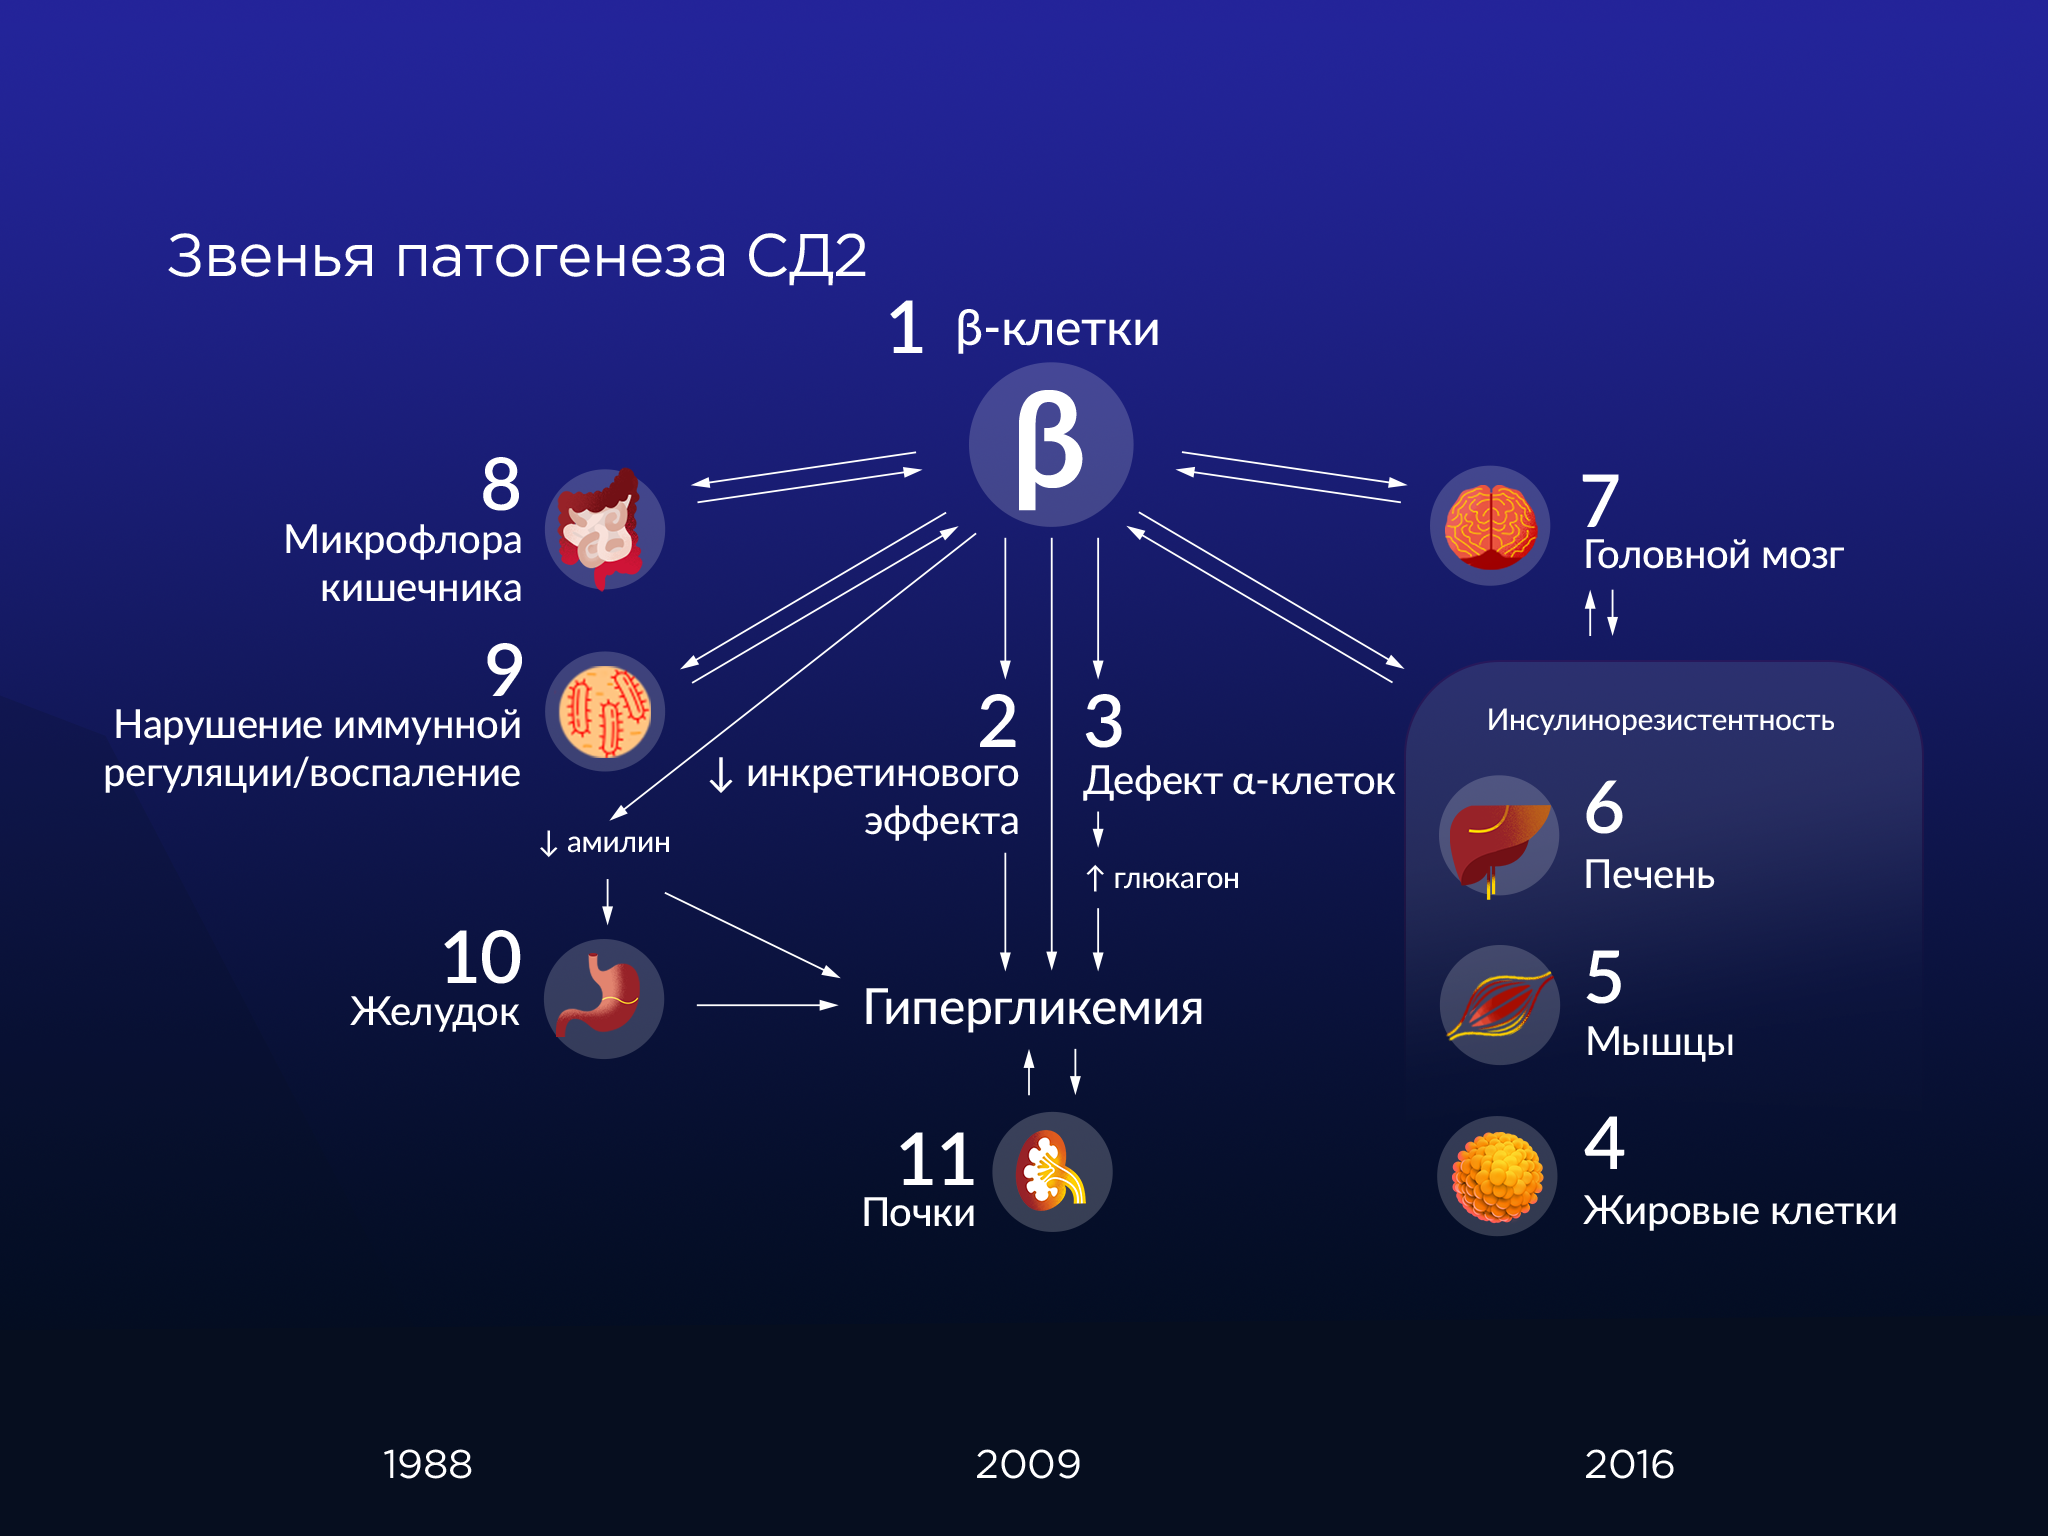 Звенья патогенеза СД2
1 β-клетки
β
8
Микрофлора
кишечника
9
Нарушение иммунной
регуляции/воспаление
↓ амилин
10
Желудок
2
↓ инкретинового
эффекта
3
Дефект α-клеток
↑ глюкагон
Гипергликемия
11
Почки
7
Головной мозг
Инсулинорезистентность
6
Печень
5
Мышцы
4
Жировые клетки
1988
2009
2016